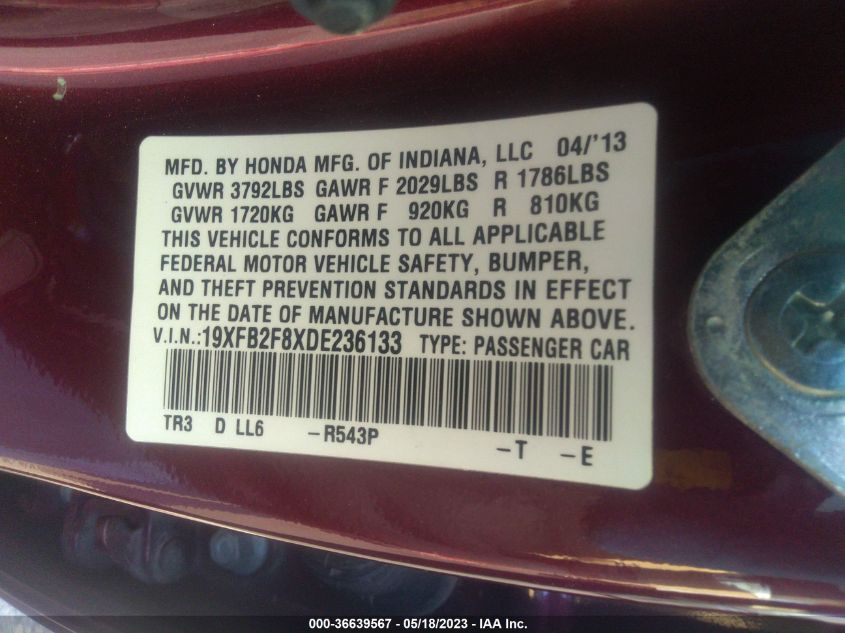 MFD. BY HONDA MFG. OF INDIANA, LLC 04/'13
GVWR 3792LBS GAWR F 2029LBS R 1786LBS
GVWR 1720KG GAWR F 920KG R 810KG
THIS VEHICLE CONFORMS TO ALL APPLICABLE
FEDERAL MOTOR VEHICLE SAFETY, BUMPER,
AND THEFT PREVENTION STANDARDS IN EFFECT
ON THE DATE OF MANUFACTURE SHOWN ABOVE.
V.I.N.:19XFB2F8XDE236133 TYPE: PASSENGER CAR
TR3 D LL6 –R543P –T –E
000-36639567 / 05/18/2023 - IAA Inc.